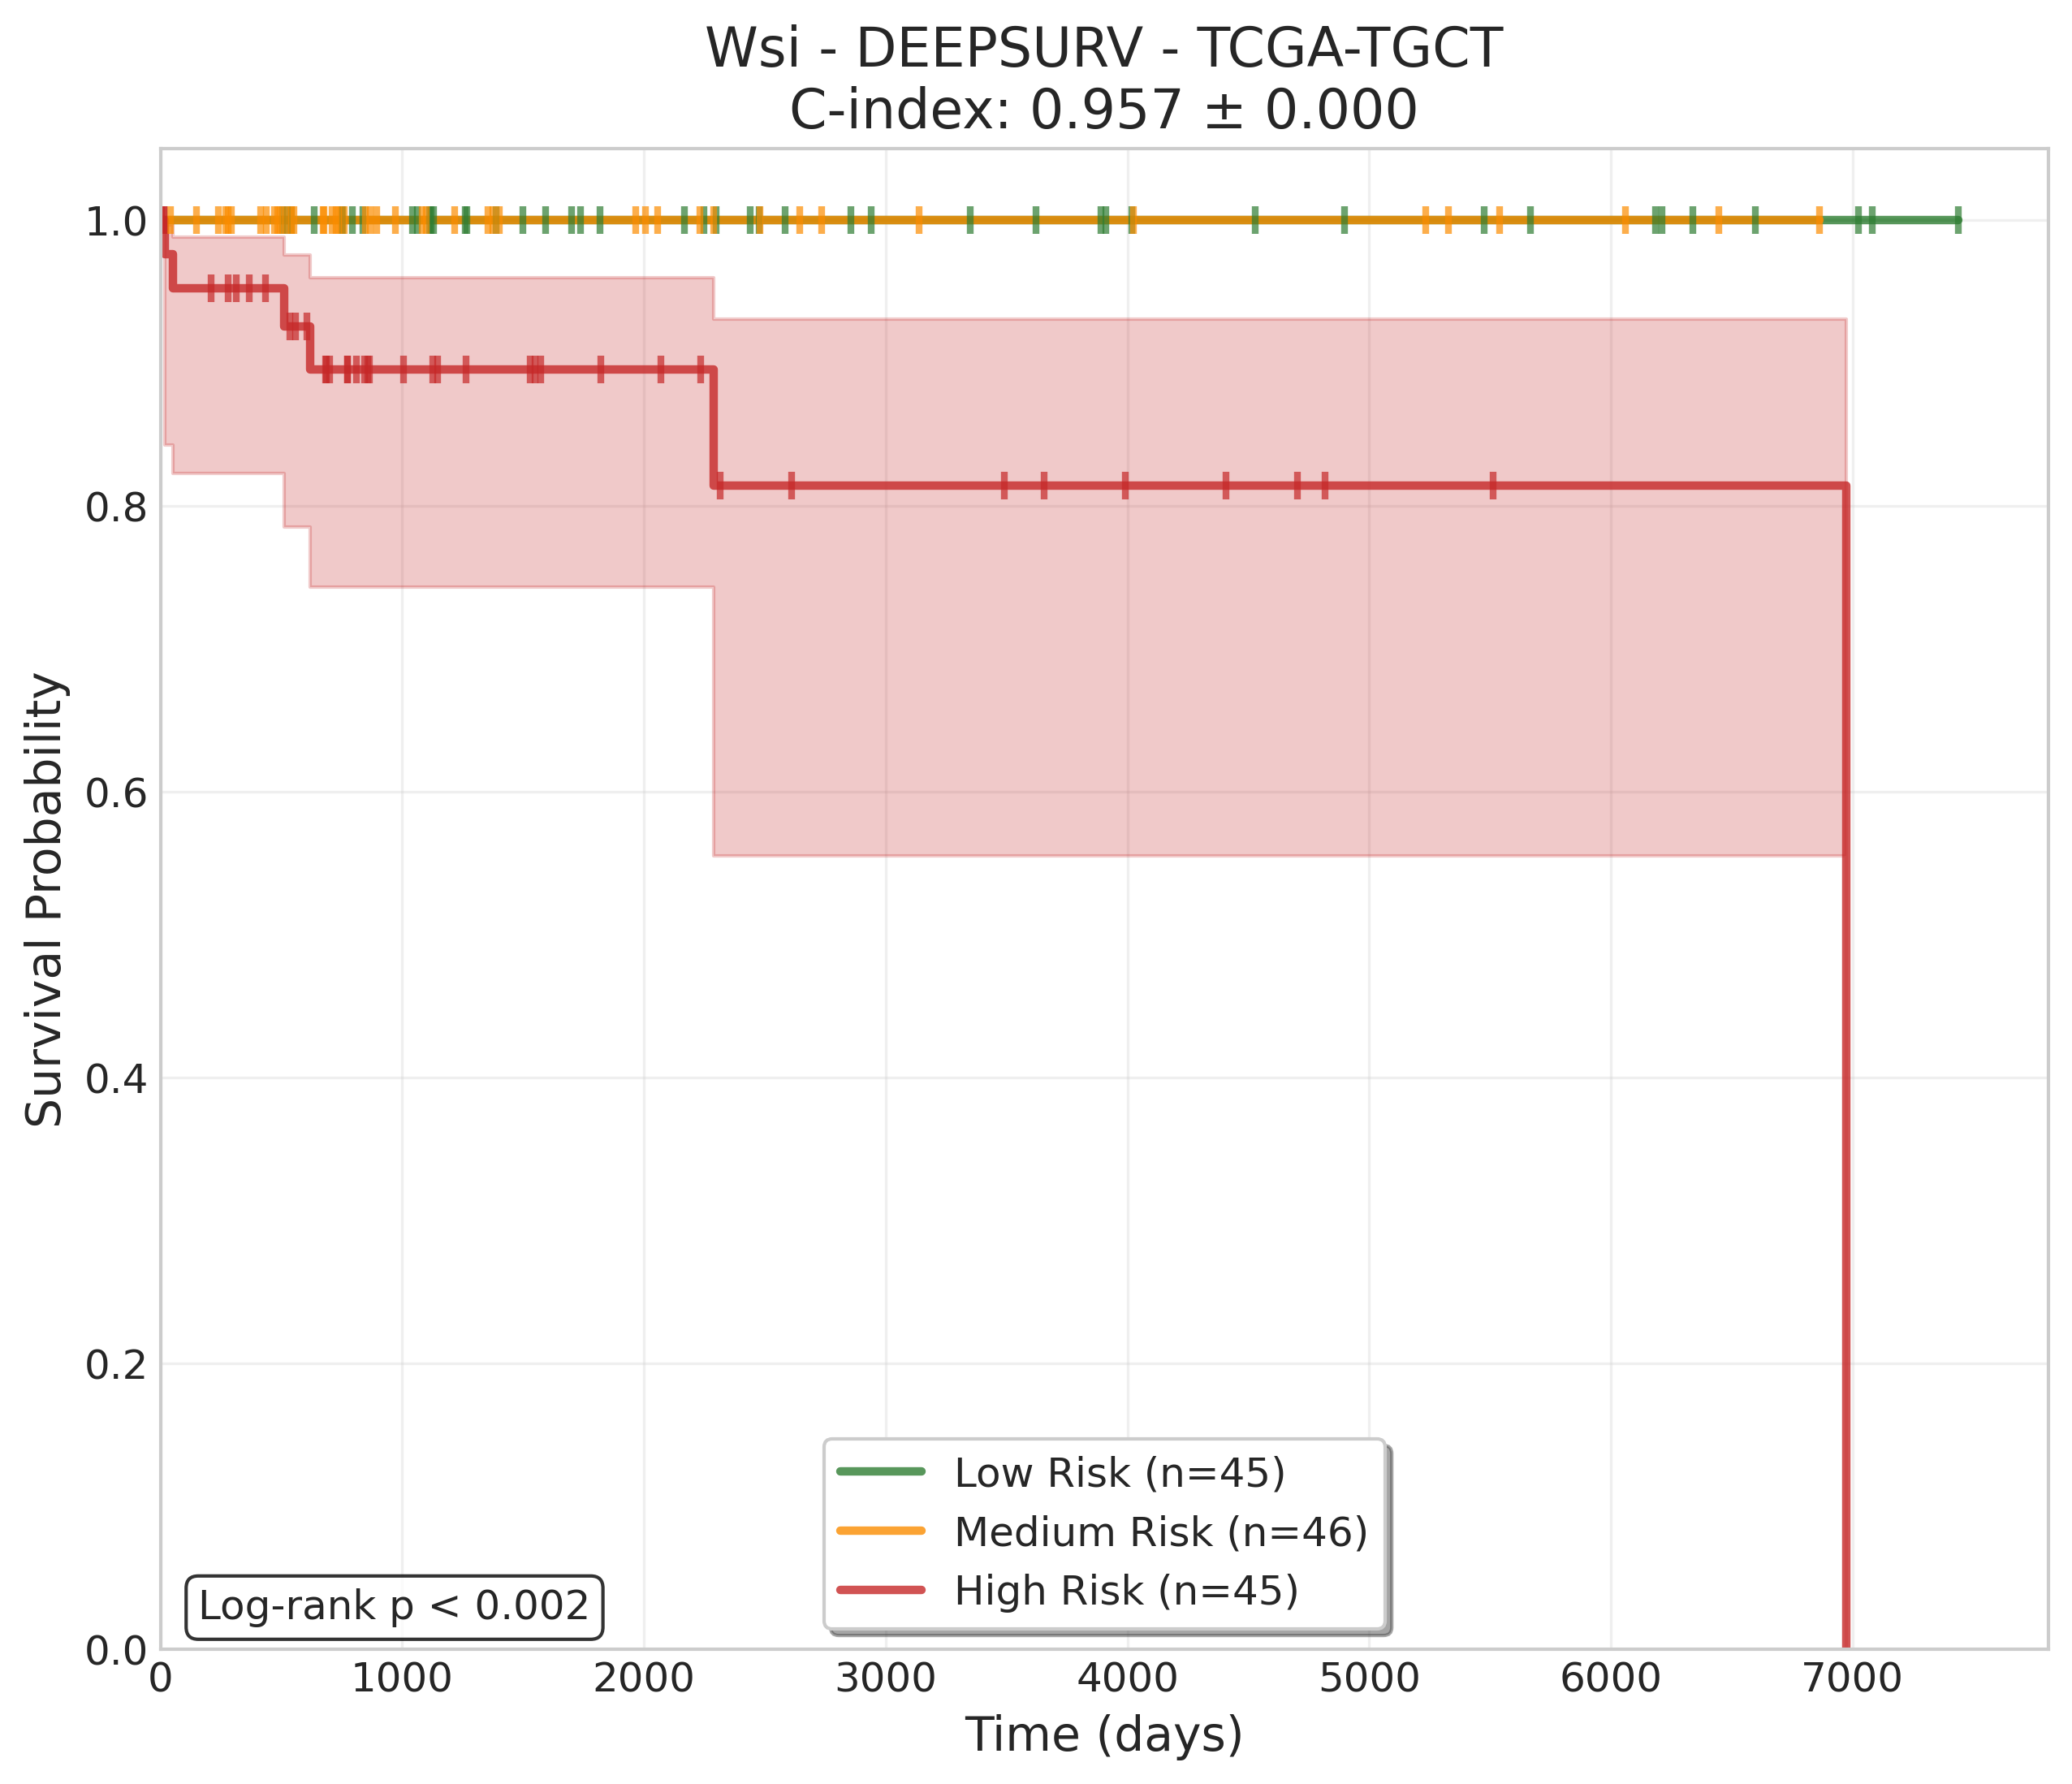 Wsi - DEEPSURV - TCGA-TGCT
C-index: 0.957 ± 0.000
Survival Probability
1.0
0.8
0.6
0.4
0.2
0.0
Low Risk (n=45)
Medium Risk (n=46)
High Risk (n=45)
Log-rank p < 0.002
0 1000 2000 3000 4000 5000 6000 7000
Time (days)